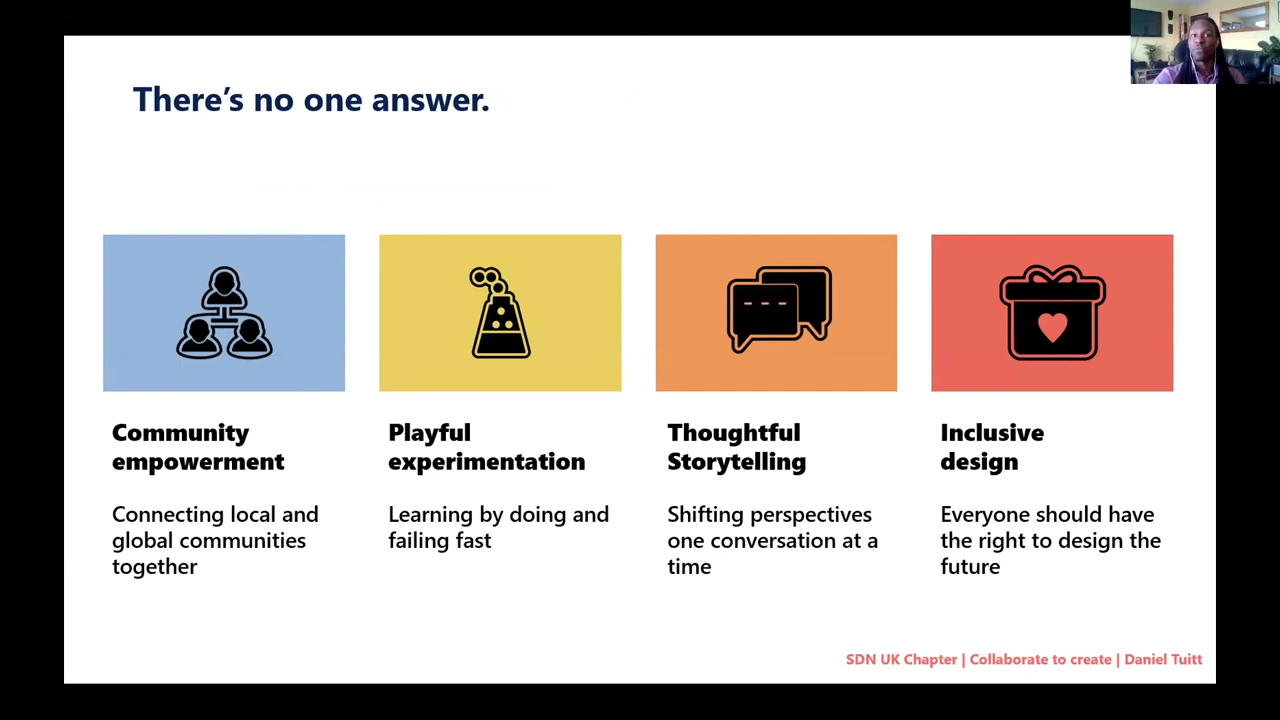 There's no one answer.
Community
empowerment
Connecting local and
global communities
together
Playful
experimentation
Learning by doing and
failing fast
Thoughtful
Storytelling
Shifting perspectives
one conversation at a
time
Inclusive
design
Everyone should have
the right to design the
future
SDN UK Chapter | Collaborate to create | Daniel Tuitt